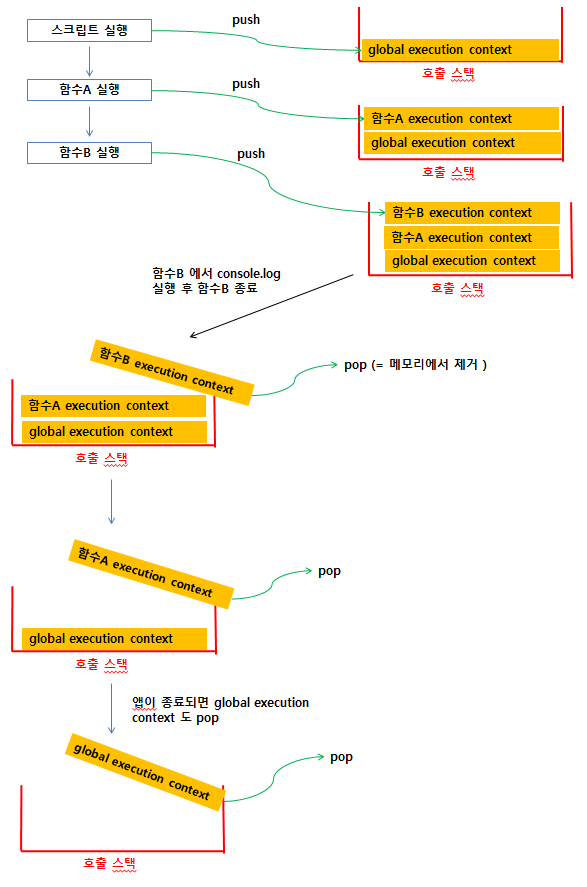 스크립트 실행
push
global execution context
호출 스택
함수A 실행
push
함수A execution context
global execution context
호출 스택
함수B 실행
push
함수B execution context
함수A execution context
global execution context
호출 스택
함수B 에서 console.log
실행 후 함수B 종료
함수B execution context
pop (= 메모리에서 제거 )
함수A execution context
global execution context
호출 스택
함수A execution context
pop
global execution context
호출 스택
앱이 종료되면 global execution
context 도 pop
global execution context
pop
호출 스택